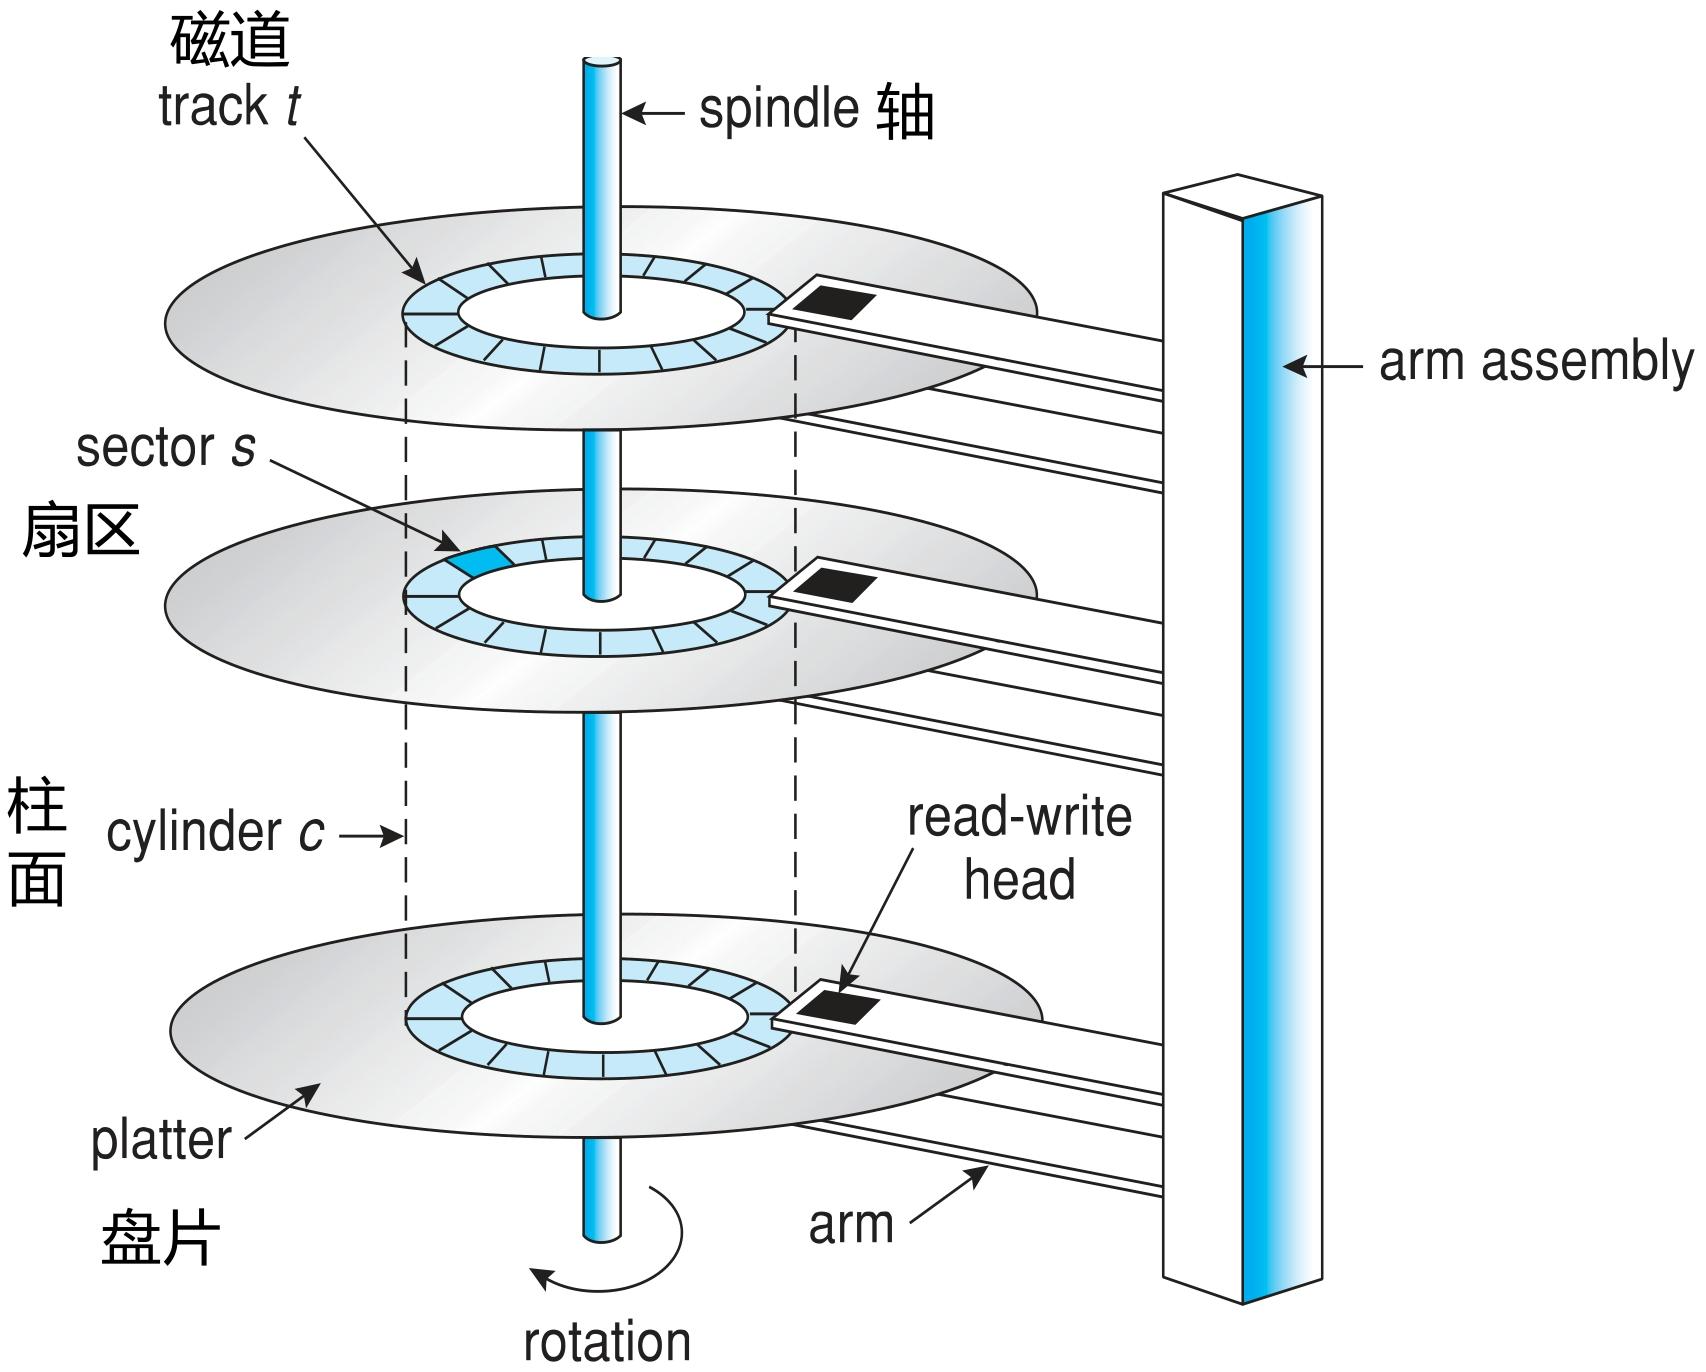 磁道
track t
spindle 轴
arm assembly
sector s
扇区
柱
面
cylinder c
read-write
head
platter
盘片
arm
rotation